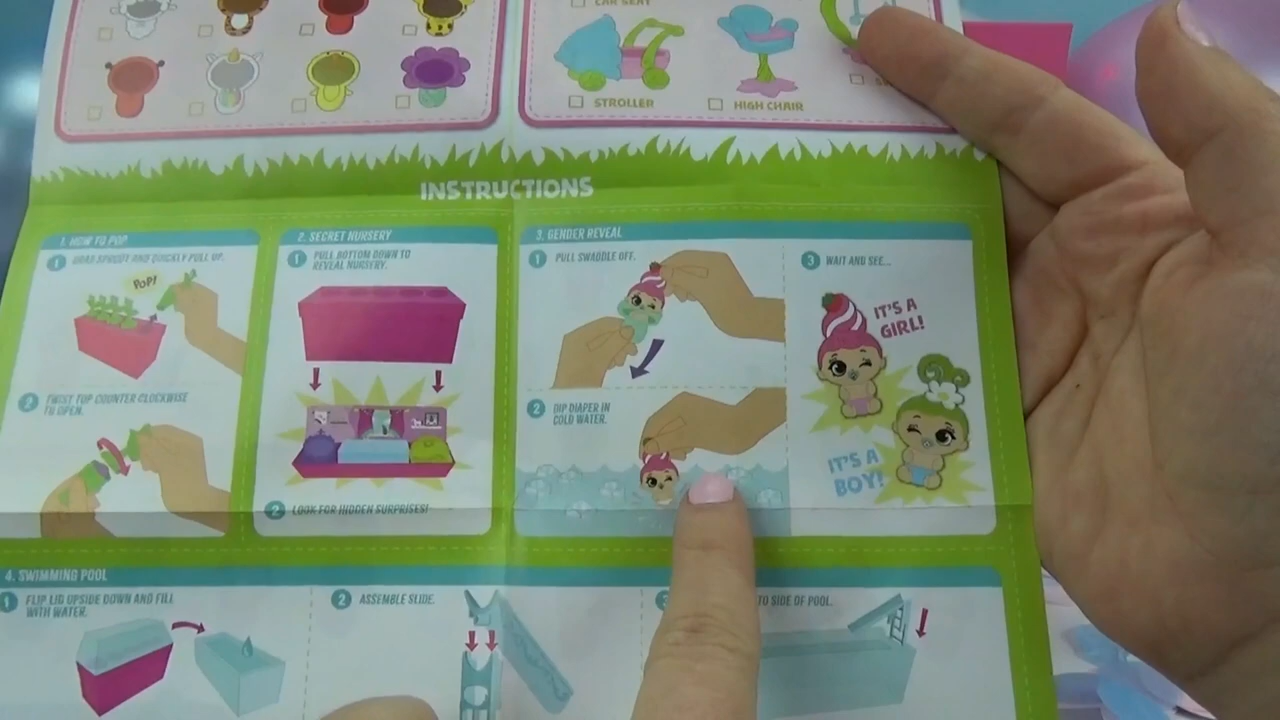 CAR SEAT
STROLLER
HIGH CHAIR
INSTRUCTIONS
1. HOW TO POP
1 GRAB SPROUT AND QUICKLY PULL UP.
POP!
2 TWIST TOP COUNTER CLOCKWISE
TO OPEN.
2. SECRET NURSERY
1 PULL BOTTOM DOWN TO
REVEAL NURSERY.
2 LOOK FOR HIDDEN SURPRISES!
3. GENDER REVEAL
1 PULL SWADDLE OFF.
2 DIP DIAPER IN
COLD WATER.
3 WAIT AND SEE...
IT'S A
GIRL!
IT'S A
BOY!
4. SWIMMING POOL
1 FLIP LID UPSIDE DOWN AND FILL
WITH WATER.
2 ASSEMBLE SLIDE.
3
TO SIDE OF POOL.